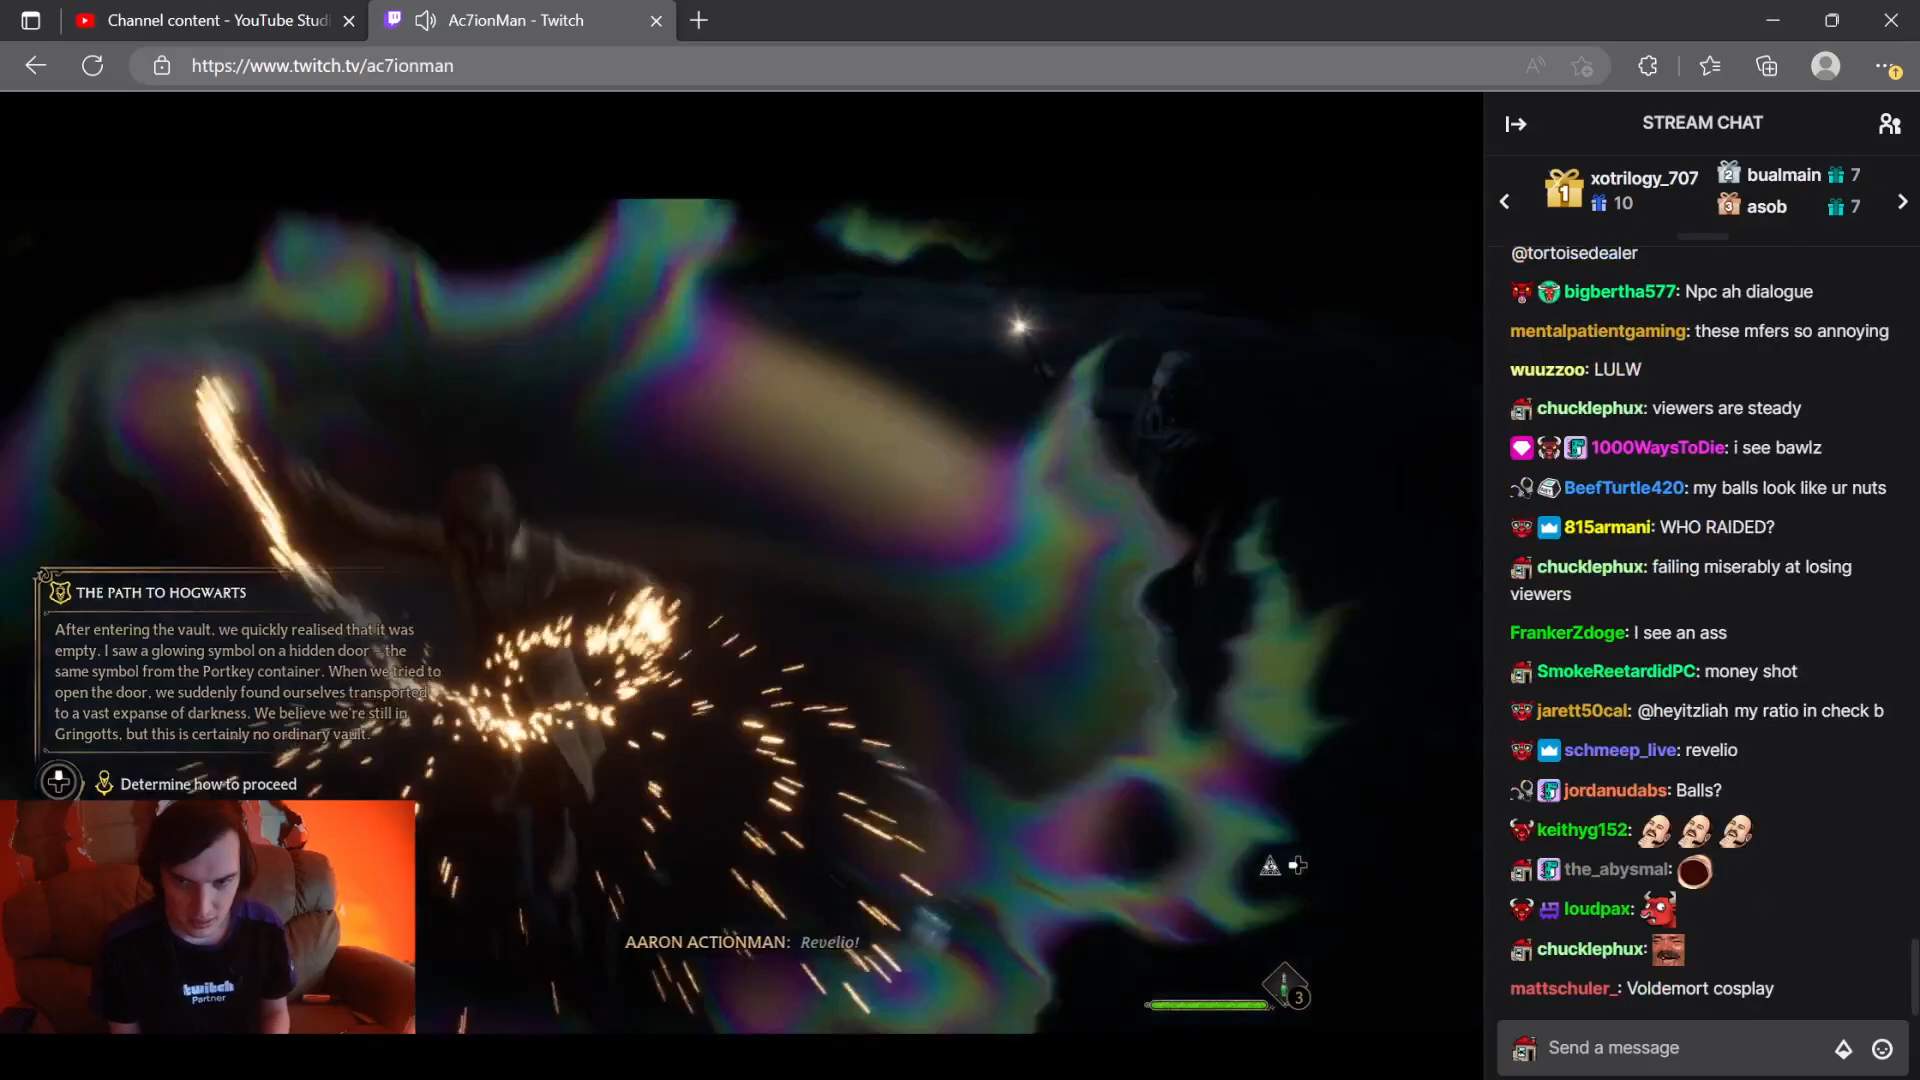 Channel content - YouTube Studi
Ac7ionMan - Twitch
https://www.twitch.tv/ac7ionman
THE PATH TO HOGWARTS
After entering the vault, we quickly realised that it was
empty. I saw a glowing symbol on a hidden door – the
same symbol from the Portkey container. When we tried to
open the door, we suddenly found ourselves transported
to a vast expanse of darkness. We believe we're still in
Gringotts, but this is certainly no ordinary vault.
Determine how to proceed
twitch
Partner
AARON ACTIONMAN: Revelio!
3
STREAM CHAT
1
xotrilogy_707
10
2 bualmain 7
3 asob 7
@tortoisedealer
bigbertha577: Npc ah dialogue
mentalpatientgaming: these mfers so annoying
wuuzzoo: LULW
chucklephux: viewers are steady
1000WaysToDie: i see bawlz
BeefTurtle420: my balls look like ur nuts
815armani: WHO RAIDED?
chucklephux: failing miserably at losing
viewers
FrankerZdoge: I see an ass
SmokeReetardidPC: money shot
jarett50cal: @heyitzliah my ratio in check b
schmeep_live: revelio
jordanudabs: Balls?
keithyg152:
the_abysmal:
loudpax:
chucklephux:
mattschuler_: Voldemort cosplay
Send a message